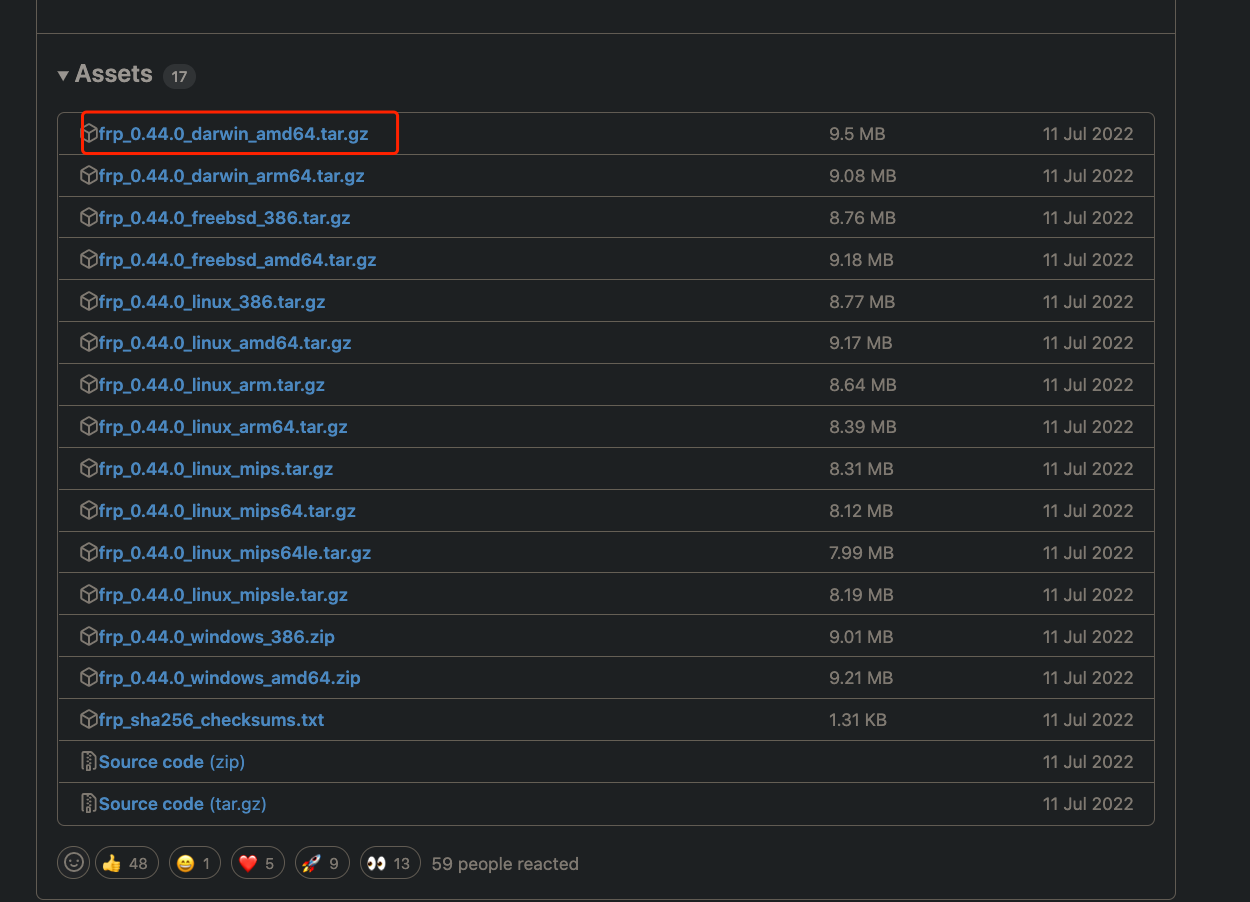 Assets 17
frp_0.44.0_darwin_amd64.tar.gz 9.5 MB 11 Jul 2022
frp_0.44.0_darwin_arm64.tar.gz 9.08 MB 11 Jul 2022
frp_0.44.0_freebsd_386.tar.gz 8.76 MB 11 Jul 2022
frp_0.44.0_freebsd_amd64.tar.gz 9.18 MB 11 Jul 2022
frp_0.44.0_linux_386.tar.gz 8.77 MB 11 Jul 2022
frp_0.44.0_linux_amd64.tar.gz 9.17 MB 11 Jul 2022
frp_0.44.0_linux_arm.tar.gz 8.64 MB 11 Jul 2022
frp_0.44.0_linux_arm64.tar.gz 8.39 MB 11 Jul 2022
frp_0.44.0_linux_mips.tar.gz 8.31 MB 11 Jul 2022
frp_0.44.0_linux_mips64.tar.gz 8.12 MB 11 Jul 2022
frp_0.44.0_linux_mips64le.tar.gz 7.99 MB 11 Jul 2022
frp_0.44.0_linux_mipsle.tar.gz 8.19 MB 11 Jul 2022
frp_0.44.0_windows_386.zip 9.01 MB 11 Jul 2022
frp_0.44.0_windows_amd64.zip 9.21 MB 11 Jul 2022
frp_sha256_checksums.txt 1.31 KB 11 Jul 2022
Source code (zip) 11 Jul 2022
Source code (tar.gz) 11 Jul 2022
👍 48 😄 1 ❤️ 5 🚀 9 👀 13 59 people reacted